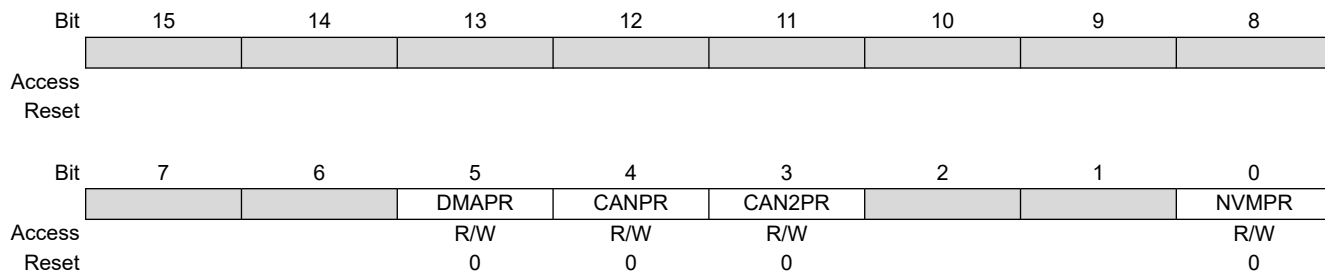 Bit 15 14 13 12 11 10 9 8
Access
Reset
Bit 7 6 5 4 3 2 1 0
DMAPR CANPR CAN2PR NVMPR
Access R/W R/W R/W R/W
Reset 0 0 0 0